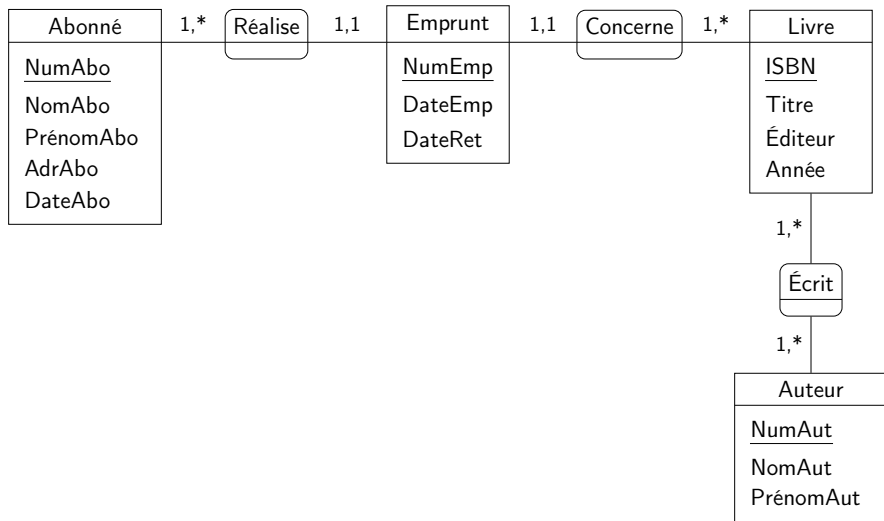 Abonné
NumAbo
NomAbo
PrénomAbo
AdrAbo
DateAbo
1,*
Réalise
1,1
Emprunt
NumEmp
DateEmp
DateRet
1,1
Concerne
1,*
Livre
ISBN
Titre
Éditeur
Année
1,*
Écrit
1,*
Auteur
NumAut
NomAut
PrénomAut